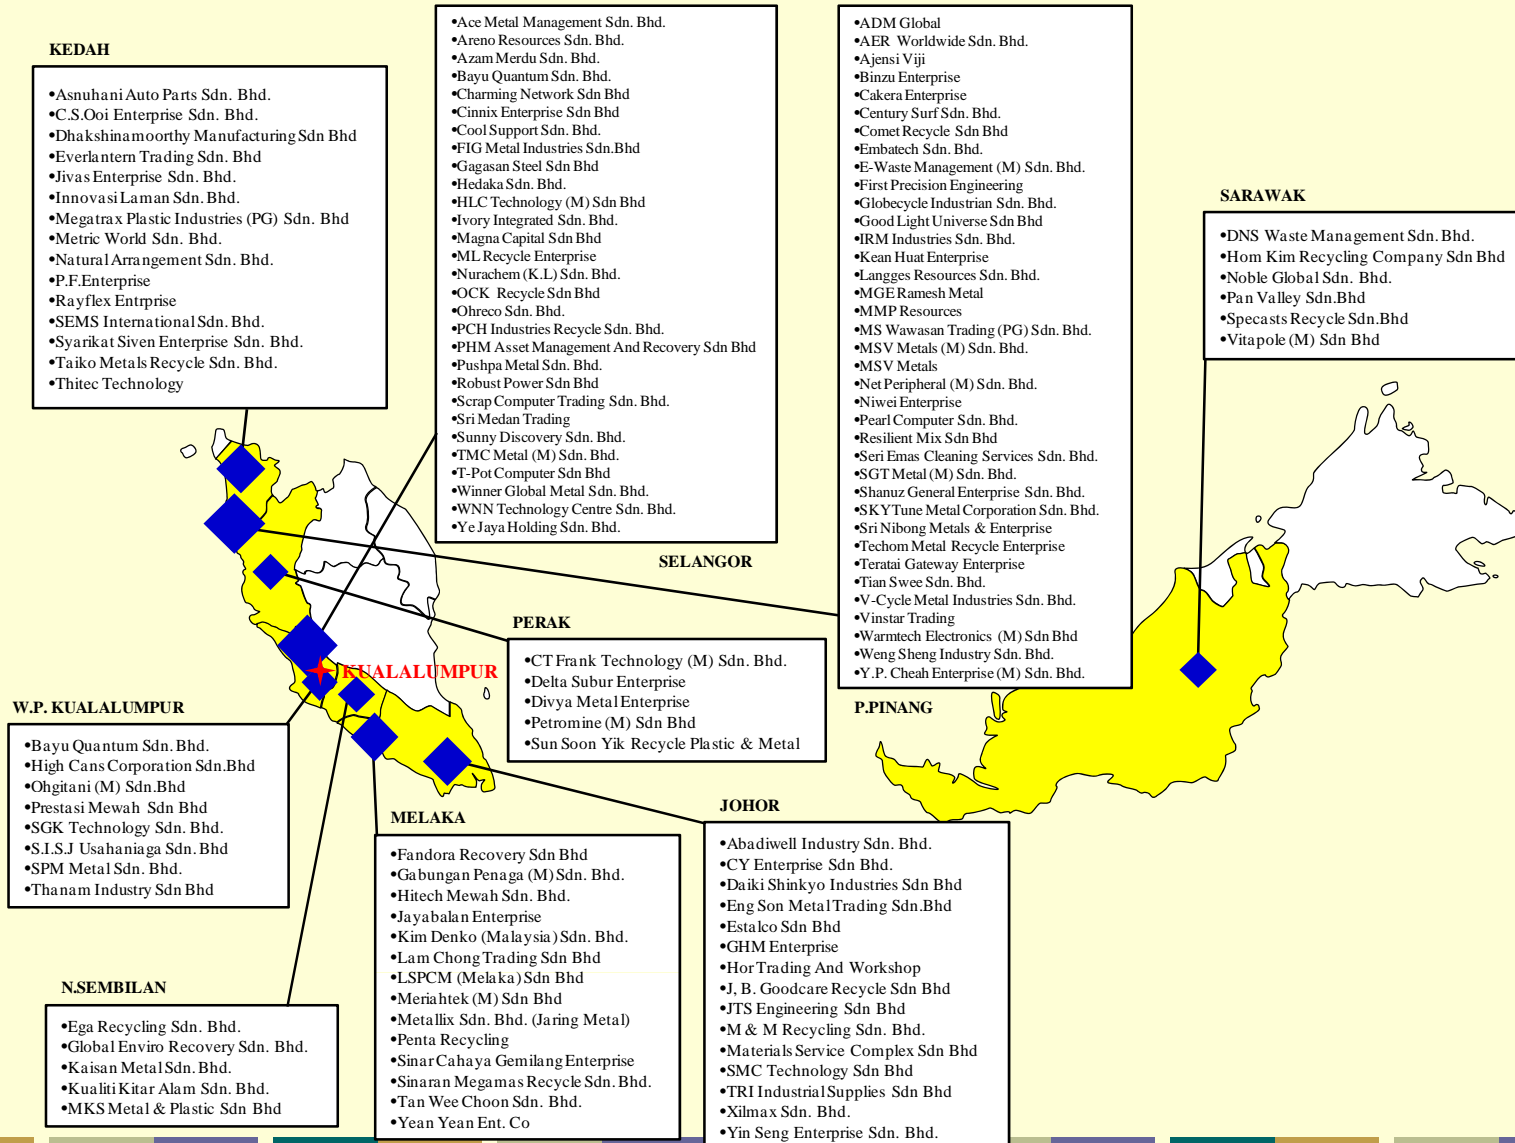 KEDAH
•Asnuhani Auto Parts Sdn. Bhd.
•C.S.Ooi Enterprise Sdn. Bhd.
•Dhakshinamoorthy Manufacturing Sdn Bhd
•Everlantern Trading Sdn. Bhd
•Jivas Enterprise Sdn. Bhd.
•Innovasi Laman Sdn. Bhd.
•Megatrax Plastic Industries (PG) Sdn. Bhd
•Metric World Sdn. Bhd.
•Natural Arrangement Sdn. Bhd.
•P.F.Enterprise
•Rayflex Entrprise
•SEMS International Sdn. Bhd.
•Syarikat Siven Enterprise Sdn. Bhd.
•Taiko Metals Recycle Sdn. Bhd.
•Thitec Technology
•Ace Metal Management Sdn. Bhd.
•Areno Resources Sdn. Bhd.
•Azam Merdu Sdn. Bhd.
•Bayu Quantum Sdn. Bhd.
•Charming Network Sdn Bhd
•Cinnix Enterprise Sdn Bhd
•Cool Support Sdn. Bhd.
•FIG Metal Industries Sdn.Bhd
•Gagasan Steel Sdn Bhd
•Hedaka Sdn. Bhd.
•HLC Technology (M) Sdn Bhd
•Ivory Integrated Sdn. Bhd.
•Magna Capital Sdn Bhd
•ML Recycle Enterprise
•Nurachem (K.L) Sdn. Bhd.
•OCK Recycle Sdn Bhd
•Ohreco Sdn. Bhd.
•PCH Industries Recycle Sdn. Bhd.
•PHM Asset Management And Recovery Sdn Bhd
•Pushpa Metal Sdn. Bhd.
•Robust Power Sdn Bhd
•Scrap Computer Trading Sdn. Bhd.
•Sri Medan Trading
•Sunny Discovery Sdn. Bhd.
•TMC Metal (M) Sdn. Bhd.
•T-Pot Computer Sdn Bhd
•Winner Global Metal Sdn. Bhd.
•WNN Technology Centre Sdn. Bhd.
•Ye Jaya Holding Sdn. Bhd.
SELANGOR
•ADM Global
•AER Worldwide Sdn. Bhd.
•Ajensi Viji
•Binzu Enterprise
•Cakera Enterprise
•Century Surf Sdn. Bhd.
•Comet Recycle Sdn Bhd
•Embatech Sdn. Bhd.
•E-Waste Management (M) Sdn. Bhd.
•First Precision Engineering
•Globecycle Industrian Sdn. Bhd.
•Good Light Universe Sdn Bhd
•IRM Industries Sdn. Bhd.
•Kean Huat Enterprise
•Langges Resources Sdn. Bhd.
•MGE Ramesh Metal
•MMP Resources
•MS Wawasan Trading (PG) Sdn. Bhd.
•MSV Metals (M) Sdn. Bhd.
•MSV Metals
•Net Peripheral (M) Sdn. Bhd.
•Niwei Enterprise
•Pearl Computer Sdn. Bhd.
•Resilient Mix Sdn Bhd
•Seri Emas Cleaning Services Sdn. Bhd.
•SGT Metal (M) Sdn. Bhd.
•Shanuz General Enterprise Sdn. Bhd.
•SKYTune Metal Corporation Sdn. Bhd.
•Sri Nibong Metals & Enterprise
•Techom Metal Recycle Enterprise
•Teratai Gateway Enterprise
•Tian Swee Sdn. Bhd.
•V-Cycle Metal Industries Sdn. Bhd.
•Vinstar Trading
•Warmtech Electronics (M) Sdn Bhd
•Weng Sheng Industry Sdn. Bhd.
•Y.P. Cheah Enterprise (M) Sdn. Bhd.
P.PINANG
SARAWAK
•DNS Waste Management Sdn. Bhd.
•Hom Kim Recycling Company Sdn Bhd
•Noble Global Sdn. Bhd.
•Pan Valley Sdn.Bhd
•Specasts Recycle Sdn.Bhd
•Vitapole (M) Sdn Bhd
PERAK
•CT Frank Technology (M) Sdn. Bhd.
•Delta Subur Enterprise
•Divya Metal Enterprise
•Petromine (M) Sdn Bhd
•Sun Soon Yik Recycle Plastic & Metal
KUALALUMPUR
W.P. KUALALUMPUR
•Bayu Quantum Sdn. Bhd.
•High Cans Corporation Sdn.Bhd
•Ohgitani (M) Sdn.Bhd
•Prestasi Mewah Sdn Bhd
•SGK Technology Sdn. Bhd.
•S.I.S.J Usahaniaga Sdn. Bhd
•SPM Metal Sdn. Bhd.
•Thanam Industry Sdn Bhd
N.SEMBILAN
•Ega Recycling Sdn. Bhd.
•Global Enviro Recovery Sdn. Bhd.
•Kaisan Metal Sdn. Bhd.
•Kualiti Kitar Alam Sdn. Bhd.
•MKS Metal & Plastic Sdn Bhd
MELAKA
•Fandora Recovery Sdn Bhd
•Gabungan Penaga (M) Sdn. Bhd.
•Hitech Mewah Sdn. Bhd.
•Jayabalan Enterprise
•Kim Denko (Malaysia) Sdn. Bhd.
•Lam Chong Trading Sdn Bhd
•LSPCM (Melaka) Sdn Bhd
•Meriahtek (M) Sdn Bhd
•Metallix Sdn. Bhd. (Jaring Metal)
•Penta Recycling
•Sinar Cahaya Gemilang Enterprise
•Sinaran Megamas Recycle Sdn. Bhd.
•Tan Wee Choon Sdn. Bhd.
•Yean Yean Ent. Co
JOHOR
•Abadiwell Industry Sdn. Bhd.
•CY Enterprise Sdn Bhd.
•Daiki Shinkyo Industries Sdn Bhd
•Eng Son Metal Trading Sdn.Bhd
•Estalco Sdn Bhd
•GHM Enterprise
•Hor Trading And Workshop
•J, B. Goodcare Recycle Sdn Bhd
•JTS Engineering Sdn Bhd
•M & M Recycling Sdn. Bhd.
•Materials Service Complex Sdn Bhd
•SMC Technology Sdn Bhd
•TRI Industrial Supplies Sdn Bhd
•Xilmax Sdn. Bhd.
•Yin Seng Enterprise Sdn. Bhd.